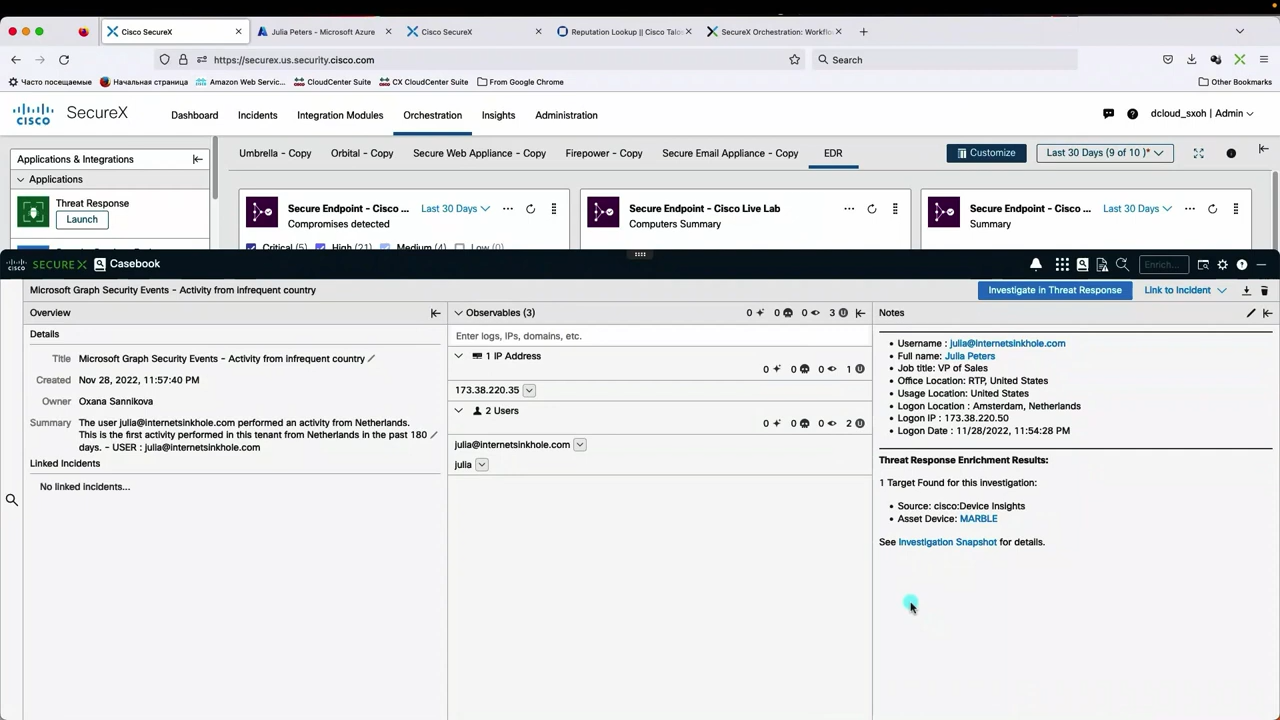 Cisco SecureX
Julia Peters - Microsoft Azure
Cisco SecureX
Reputation Lookup || Cisco Talos
SecureX Orchestration: Workflo
https://securex.us.security.cisco.com
Search
Часто посещаемые
Начальная страница
Amazon Web Servic...
CloudCenter Suite
CX CloudCenter Suite
From Google Chrome
Other Bookmarks
CISCO
SecureX
Dashboard
Incidents
Integration Modules
Orchestration
Insights
Administration
dcloud_sxoh | Admin
Applications & Integrations
Umbrella - Copy
Orbital - Copy
Secure Web Appliance - Copy
Firepower - Copy
Secure Email Appliance - Copy
EDR
Customize
Last 30 Days (9 of 10 )*
Applications
Threat Response
Launch
Secure Endpoint - Cisco ...
Last 30 Days
Compromises detected
Critical (5)
High (21)
Medium (4)
Low (0)
Secure Endpoint - Cisco Live Lab
Computers Summary
Secure Endpoint - Cisco ...
Last 30 Days
Summary
CISCO
SECUREX
Casebook
Enrich...
Microsoft Graph Security Events - Activity from infrequent country
Investigate in Threat Response
Link to Incident
Overview
Details
Title
Microsoft Graph Security Events - Activity from infrequent country
Created
Nov 28, 2022, 11:57:40 PM
Owner
Oxana Sannikova
Summary
The user julia@internetsinkhole.com performed an activity from Netherlands.
This is the first activity performed in this tenant from Netherlands in the past 180
days. - USER : julia@internetsinkhole.com
Linked Incidents
No linked incidents...
Observables (3)
0
0
0
3
Enter logs, IPs, domains, etc.
1 IP Address
0
0
0
1
173.38.220.35
2 Users
0
0
0
2
julia@internetsinkhole.com
julia
Notes
• Username : julia@internetsinkhole.com
• Full name: Julia Peters
• Job title: VP of Sales
• Office Location: RTP, United States
• Usage Location: United States
• Logon Location : Amsterdam, Netherlands
• Logon IP : 173.38.220.50
• Logon Date : 11/28/2022, 11:54:28 PM
Threat Response Enrichment Results:
1 Target Found for this investigation:
• Source: cisco:Device Insights
• Asset Device: MARBLE
See Investigation Snapshot for details.